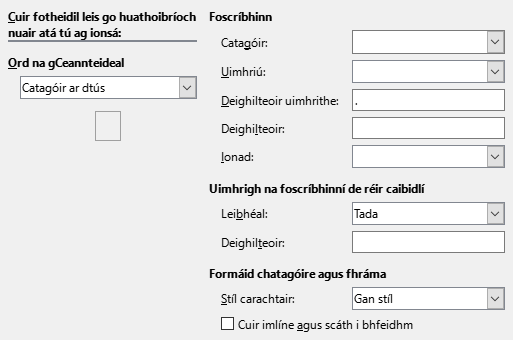 Cuir fotheidil leis go huathoibríoch
nuair atá tú ag ionsá:
Ord na gCeannteideal
Catagóir ar dtús
Foscríbhinn
Catagóir:
Uimhriú:
Deighilteoir uimhrithe: .
Deighilteoir:
Ionad:
Uimhrigh na foscríbhinní de réir caibidlí
Leibhéal: Tada
Deighilteoir:
Formáid chatagóire agus fhráma
Stíl carachtair: Gan stíl
Cuir imlíne agus scáth i bhfeidhm